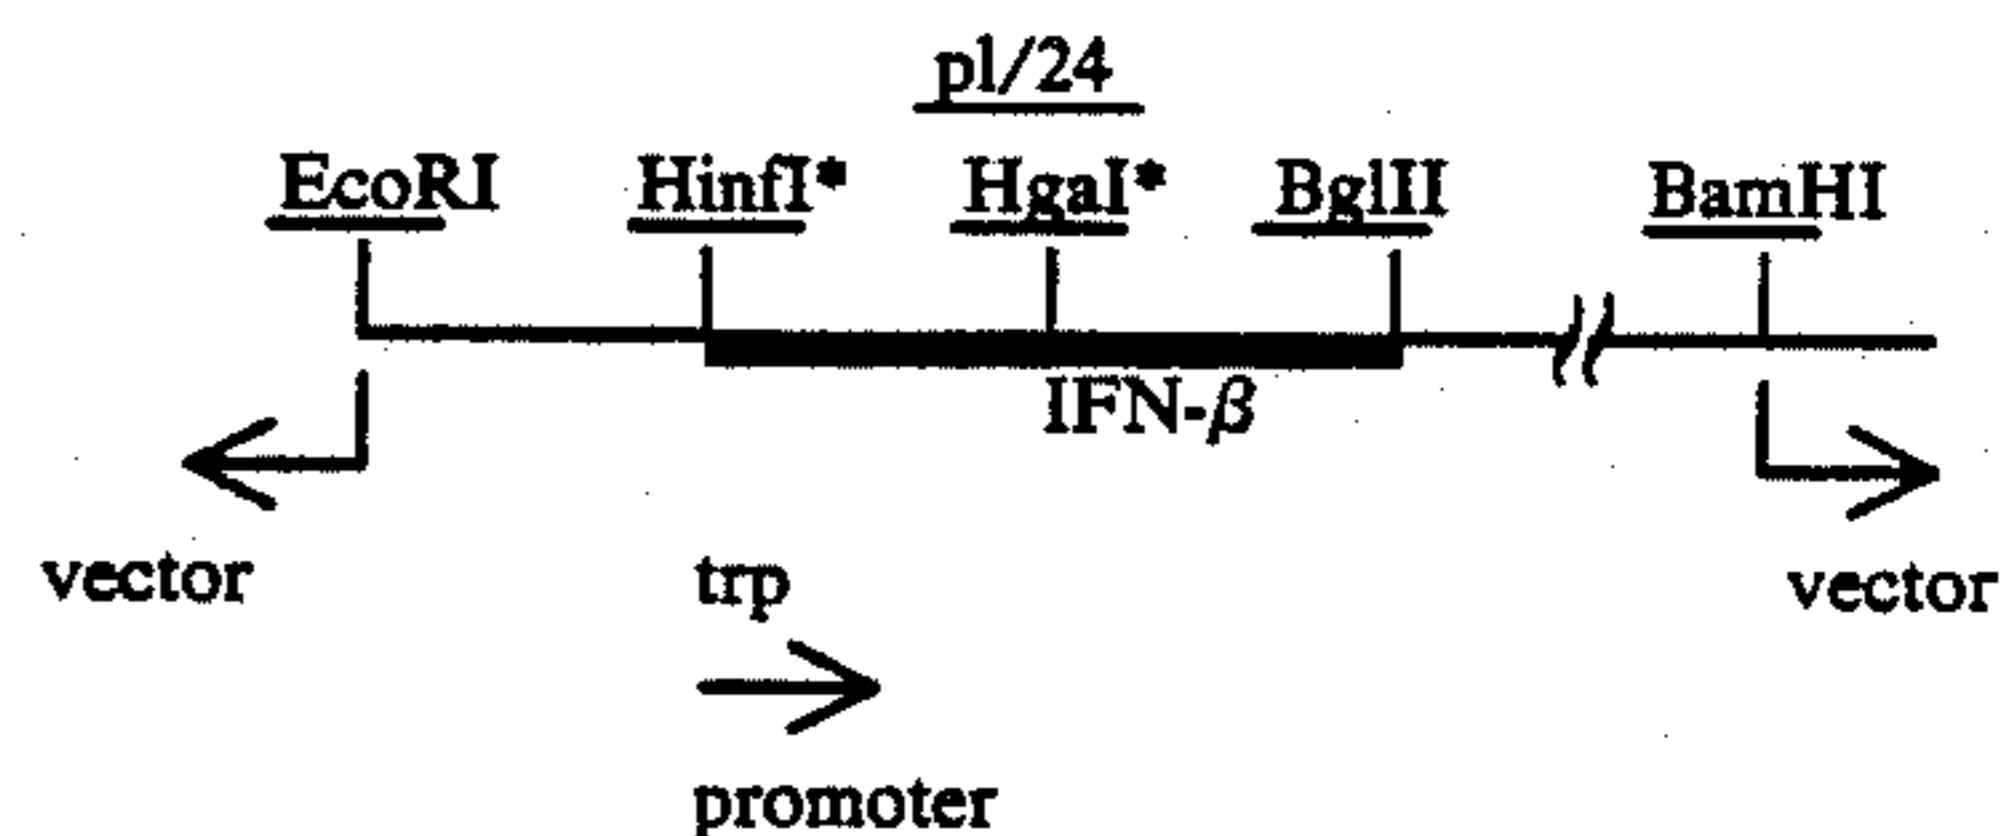 pl/24
EcoRI HinfI* HgaI* BglII BamHI
IFN-β
vector trp vector
promoter